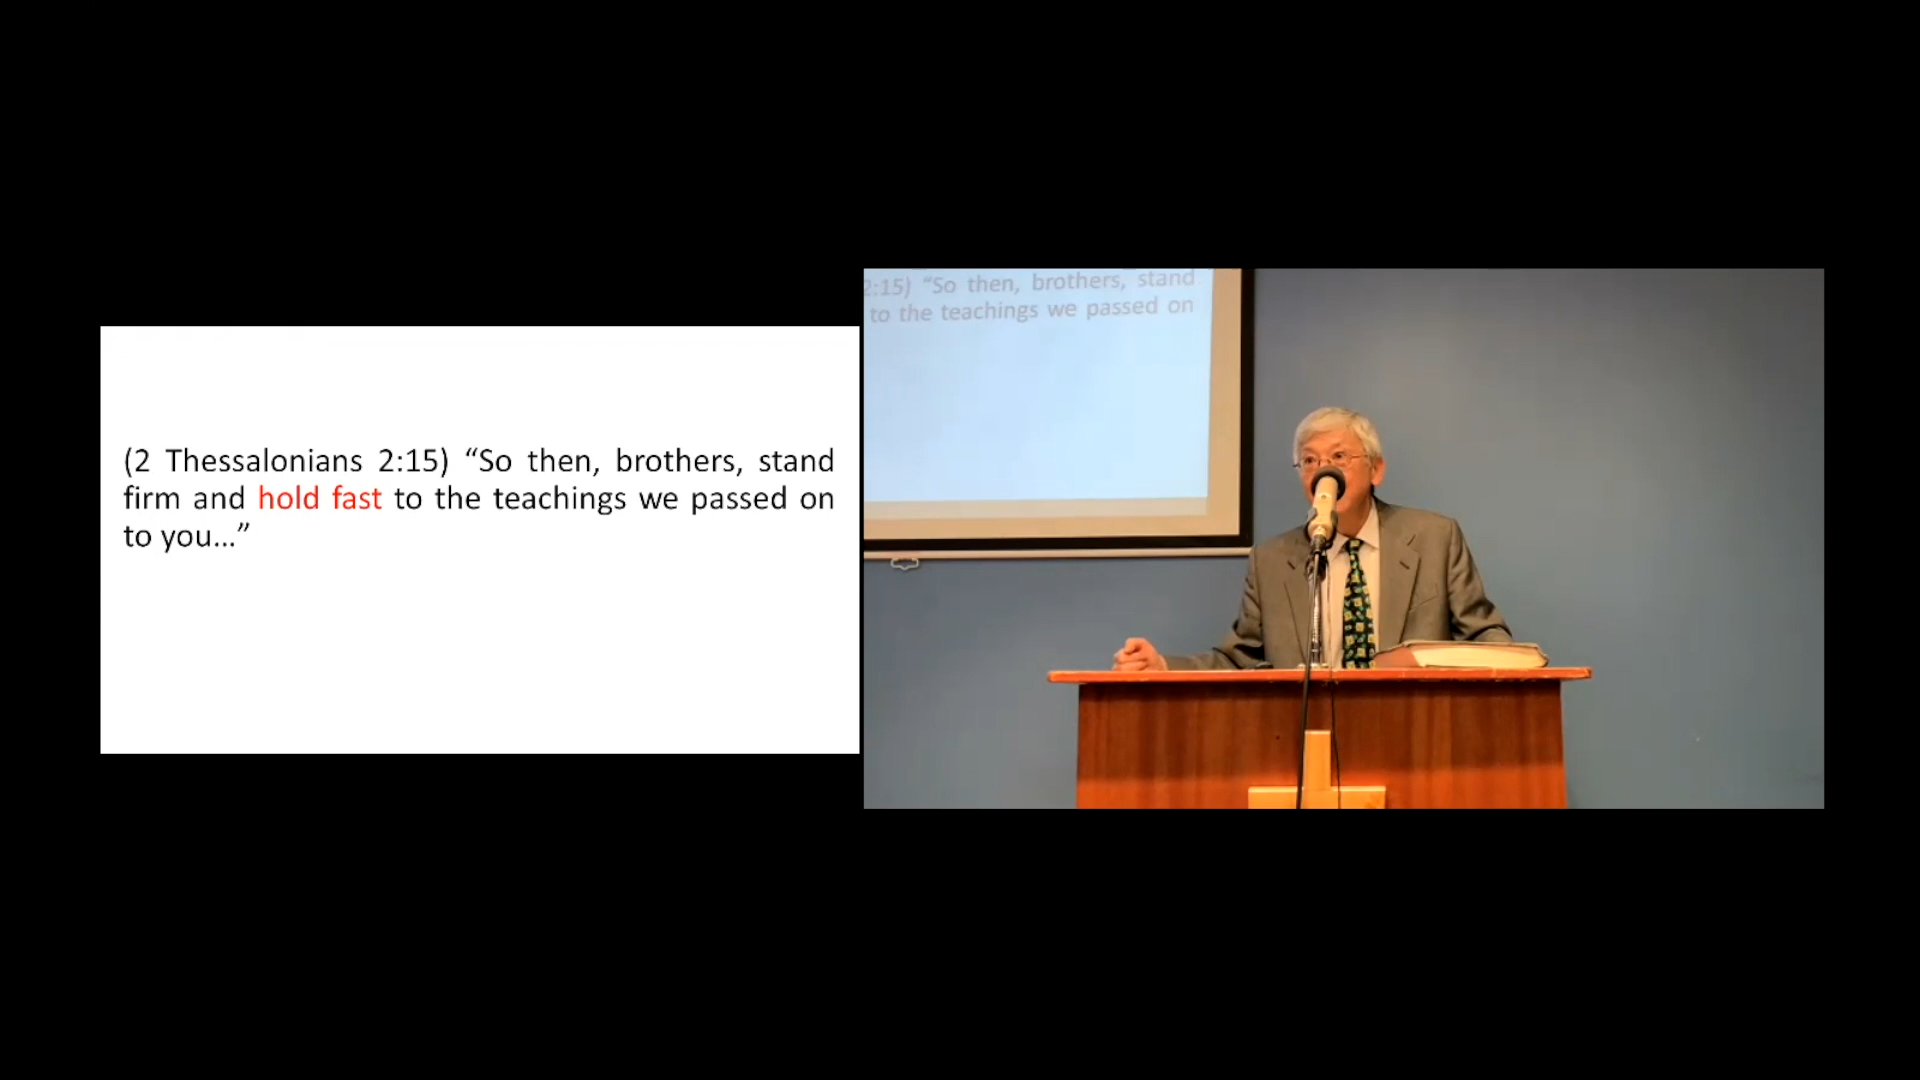 (2 Thessalonians 2:15) “So then, brothers, stand
firm and hold fast to the teachings we passed on
to you...”
2:15) “So then, brothers, stand
to the teachings we passed on